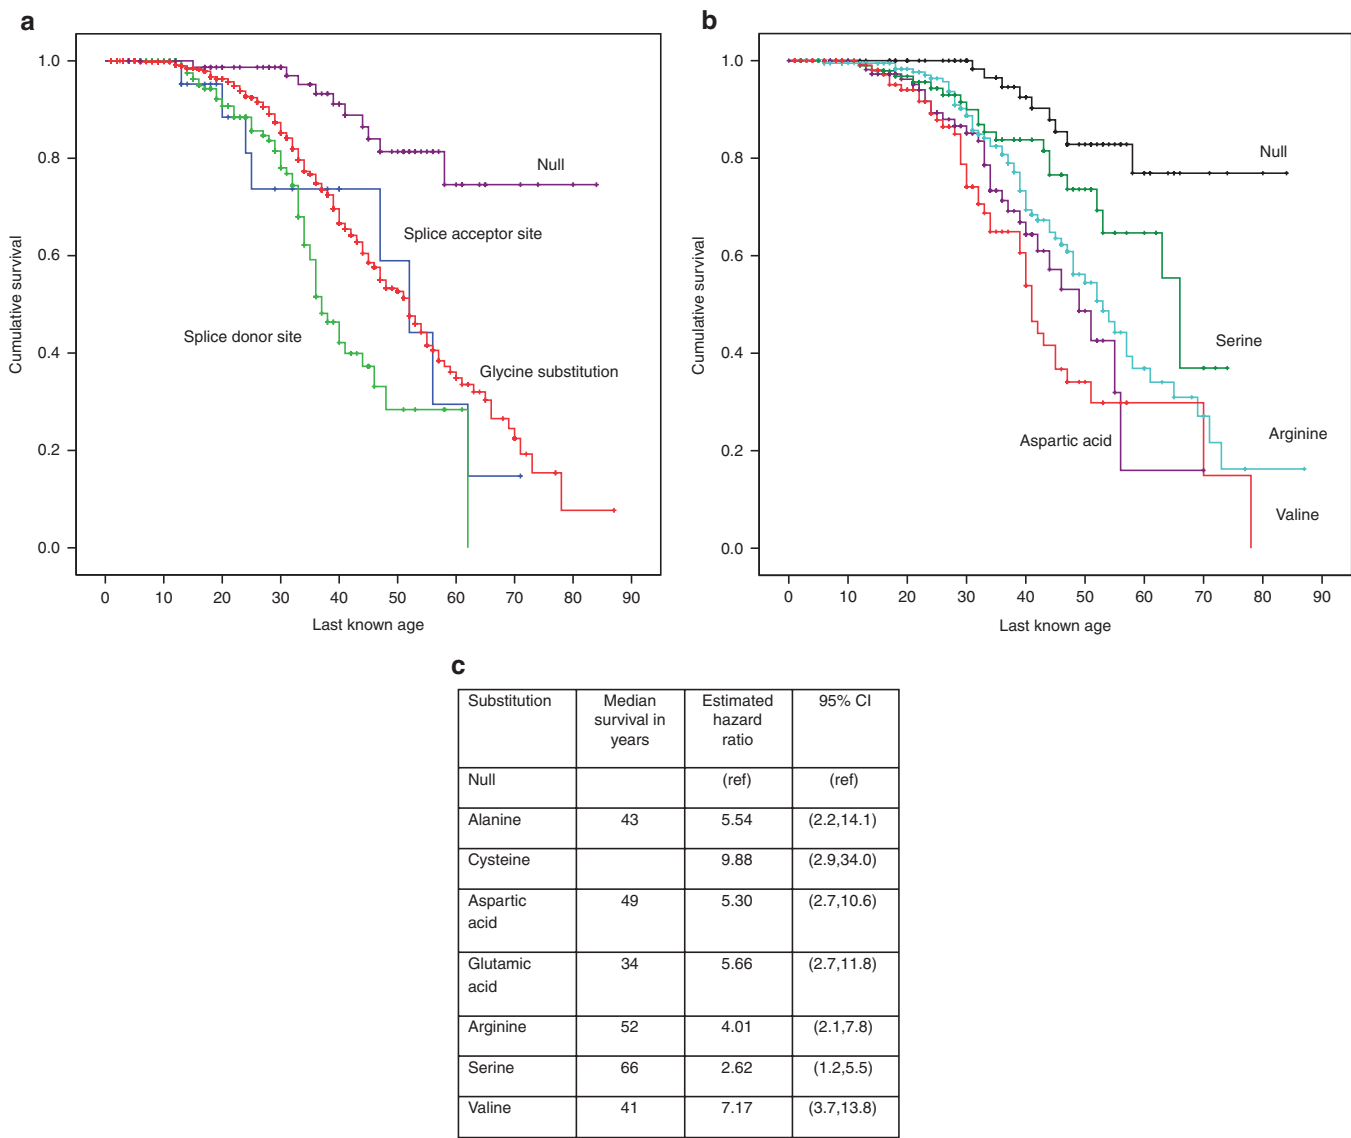 a
1.0
0.8
0.6
0.4
0.2
0.0
Cumulative survival
Null
Splice acceptor site
Splice donor site
Glycine substitution
0 10 20 30 40 50 60 70 80 90
Last known age
b
1.0
0.8
0.6
0.4
0.2
0.0
Cumulative survival
Null
Serine
Aspartic acid
Arginine
Valine
0 10 20 30 40 50 60 70 80 90
Last known age
c
Substitution
Median
survival in
years
Estimated
hazard
ratio
95% CI
Null (ref) (ref)
Alanine 43 5.54 (2.2,14.1)
Cysteine 9.88 (2.9,34.0)
Aspartic
acid
49 5.30 (2.7,10.6)
Glutamic
acid
34 5.66 (2.7,11.8)
Arginine 52 4.01 (2.1,7.8)
Serine 66 2.62 (1.2,5.5)
Valine 41 7.17 (3.7,13.8)